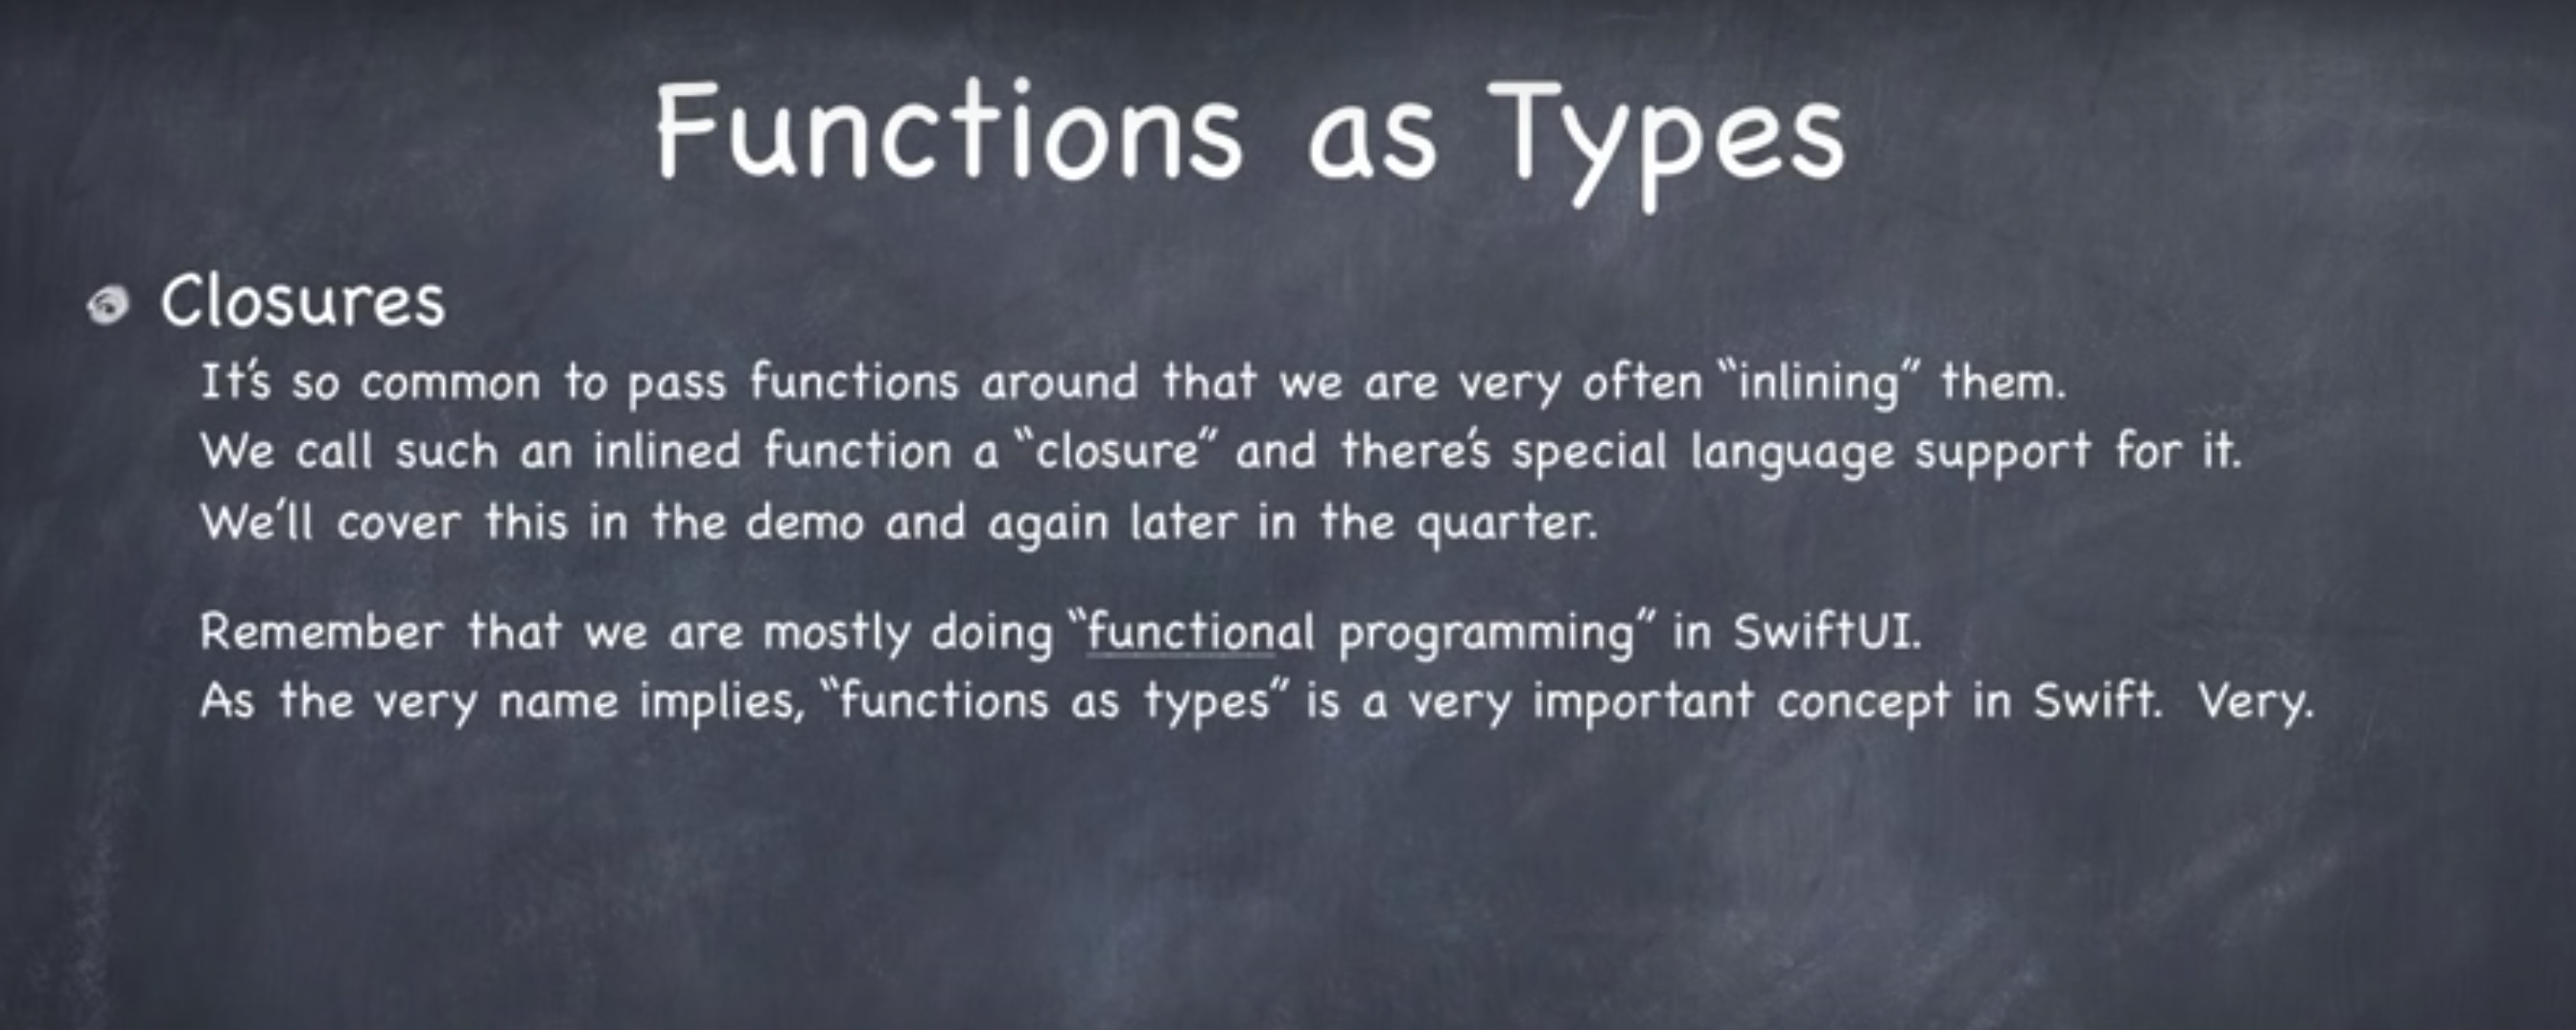 Functions as Types
Closures
It’s so common to pass functions around that we are very often “inlining” them.
We call such an inlined function a “closure” and there’s special language support for it.
We’ll cover this in the demo and again later in the quarter.
Remember that we are mostly doing “functional programming” in SwiftUI.
As the very name implies, “functions as types” is a very important concept in Swift.  Very.